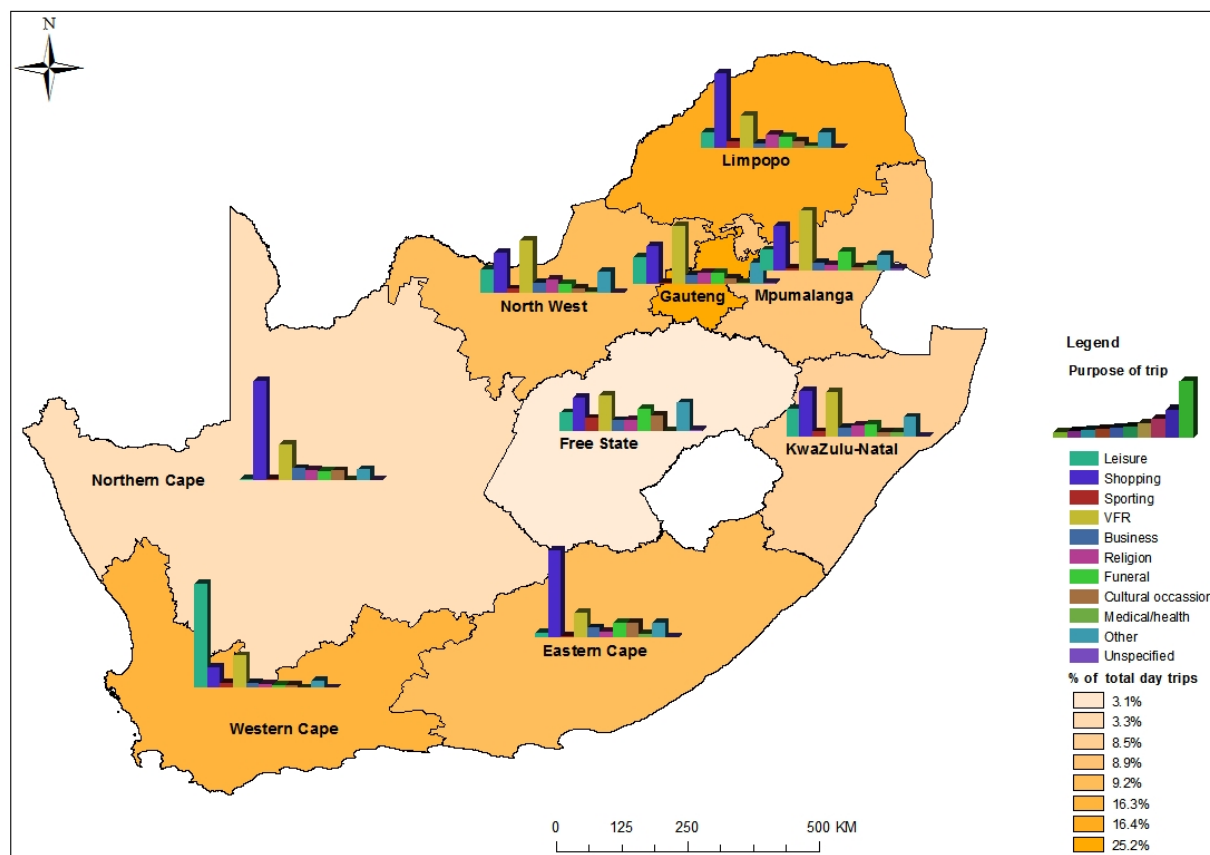 N
Limpopo
North West
Gauteng
Mpumalanga
Free State
KwaZulu-Natal
Northern Cape
Eastern Cape
Western Cape
Legend
Purpose of trip
Leisure
Shopping
Sporting
VFR
Business
Religion
Funeral
Cultural occassion
Medical/health
Other
Unspecified
% of total day trips
3.1%
3.3%
8.5%
8.9%
9.2%
16.3%
16.4%
25.2%
0 125 250 500 KM